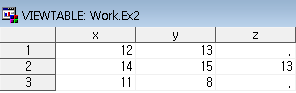 VIEWTABLE: Work.Ex2
x y z
1 12 13 .
2 14 15 13
3 11 8 .